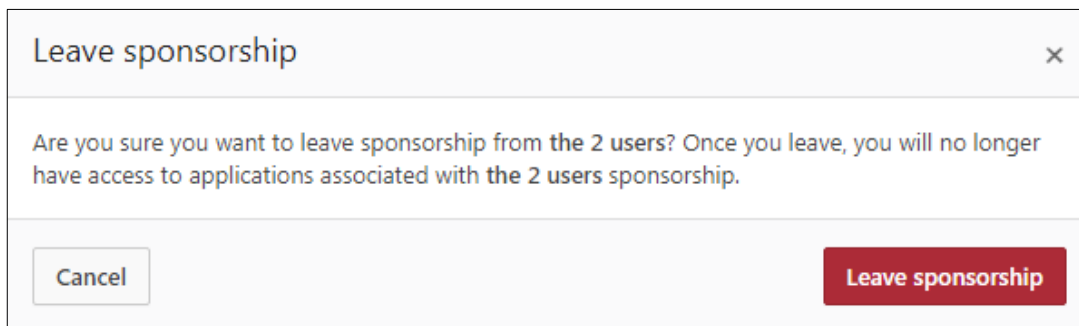 Leave sponsorship
×
Are you sure you want to leave sponsorship from the 2 users? Once you leave, you will no longer
have access to applications associated with the 2 users sponsorship.
Cancel
Leave sponsorship